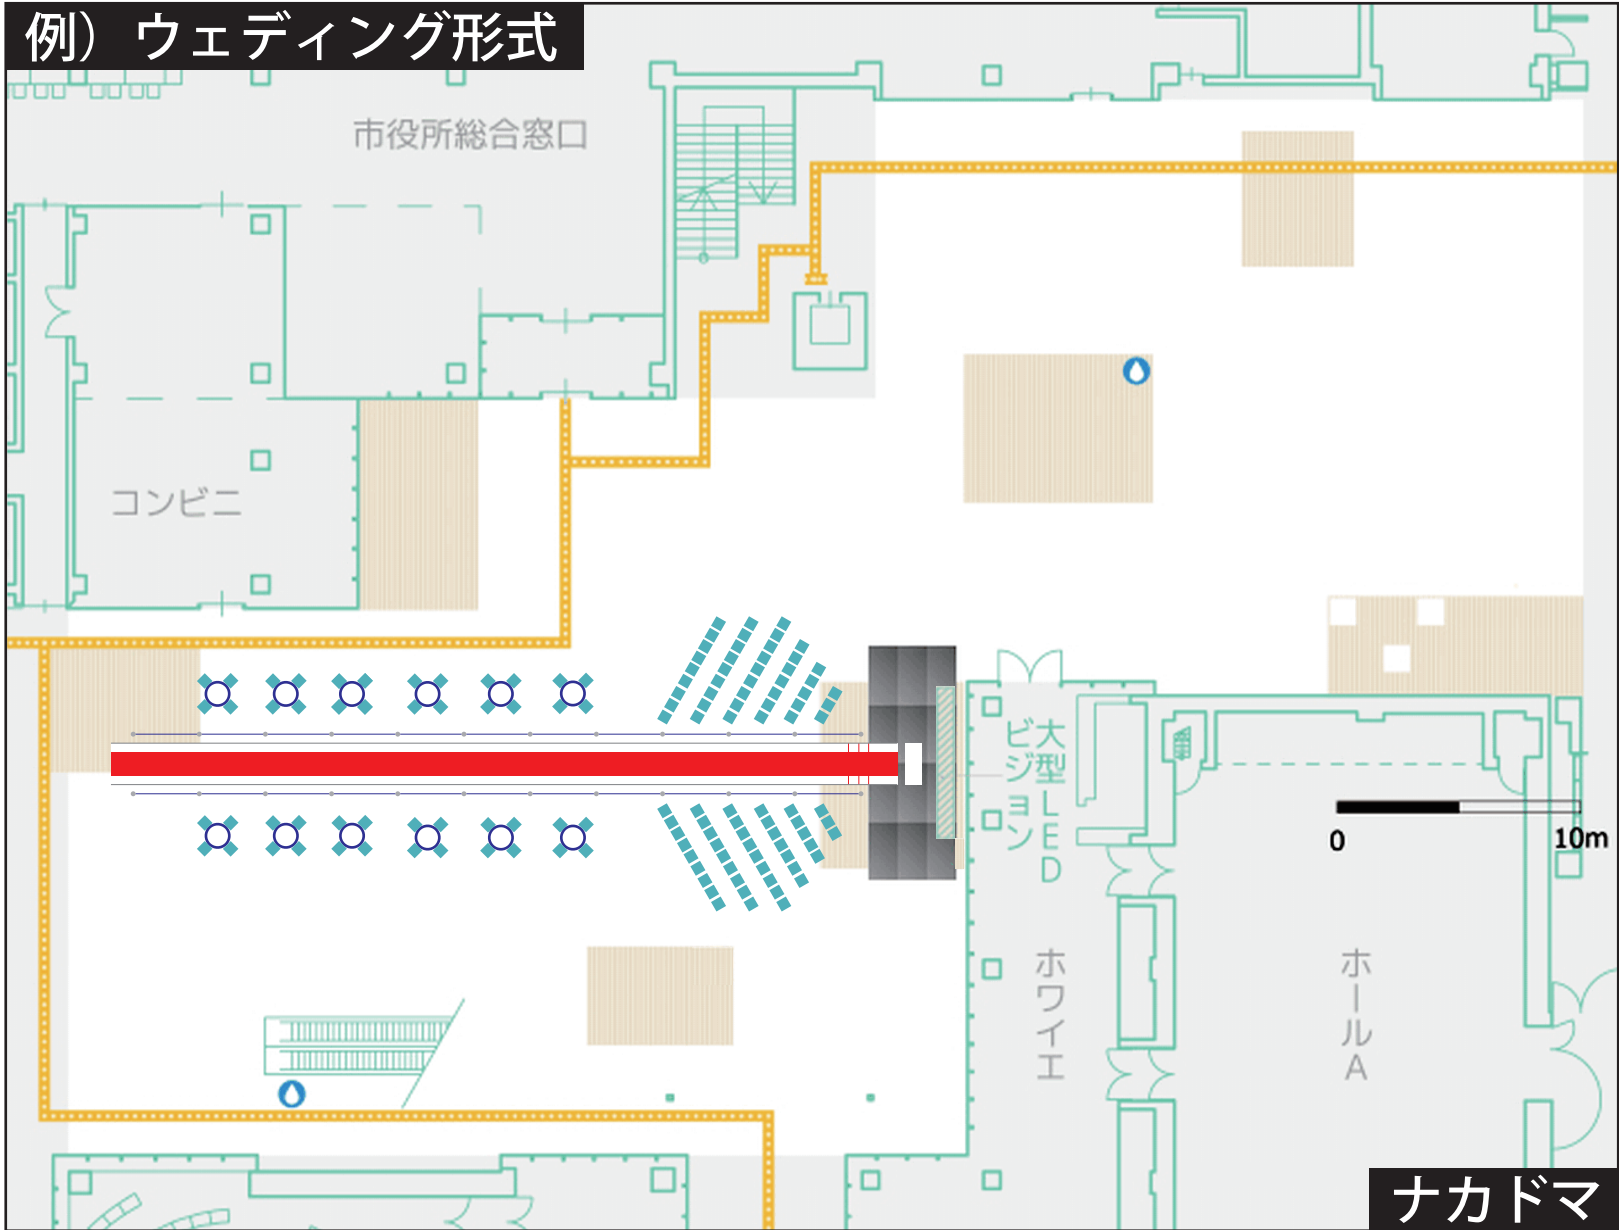 例）ウェディング形式
市役所総合窓口
コンビニ
大型LED
ビジョン
0
10m
ホワイエ
ホールA
ナカドマ